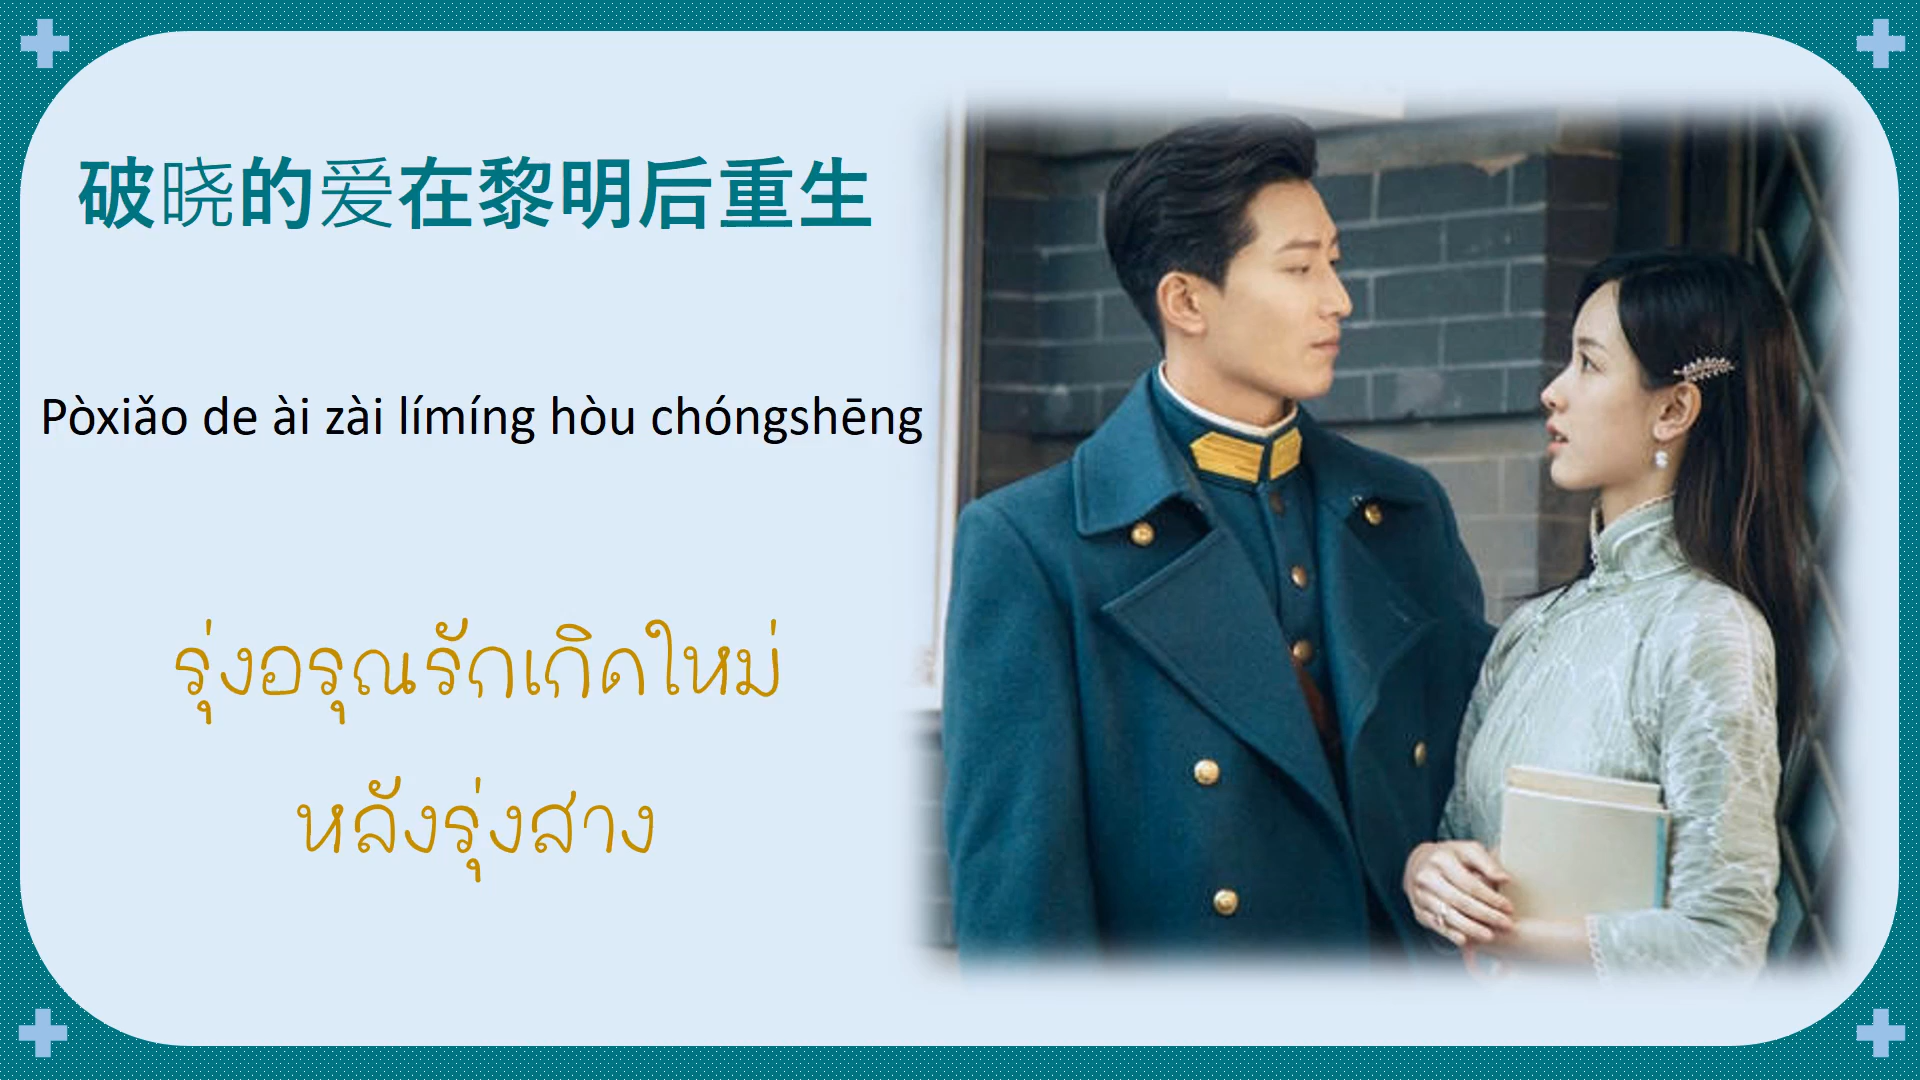 破晓的爱在黎明后重生
Pòxiǎo de ài zài límíng hòu chóngshēng
รุ่งอรุณรักเกิดใหม่
หลังรุ่งสาง